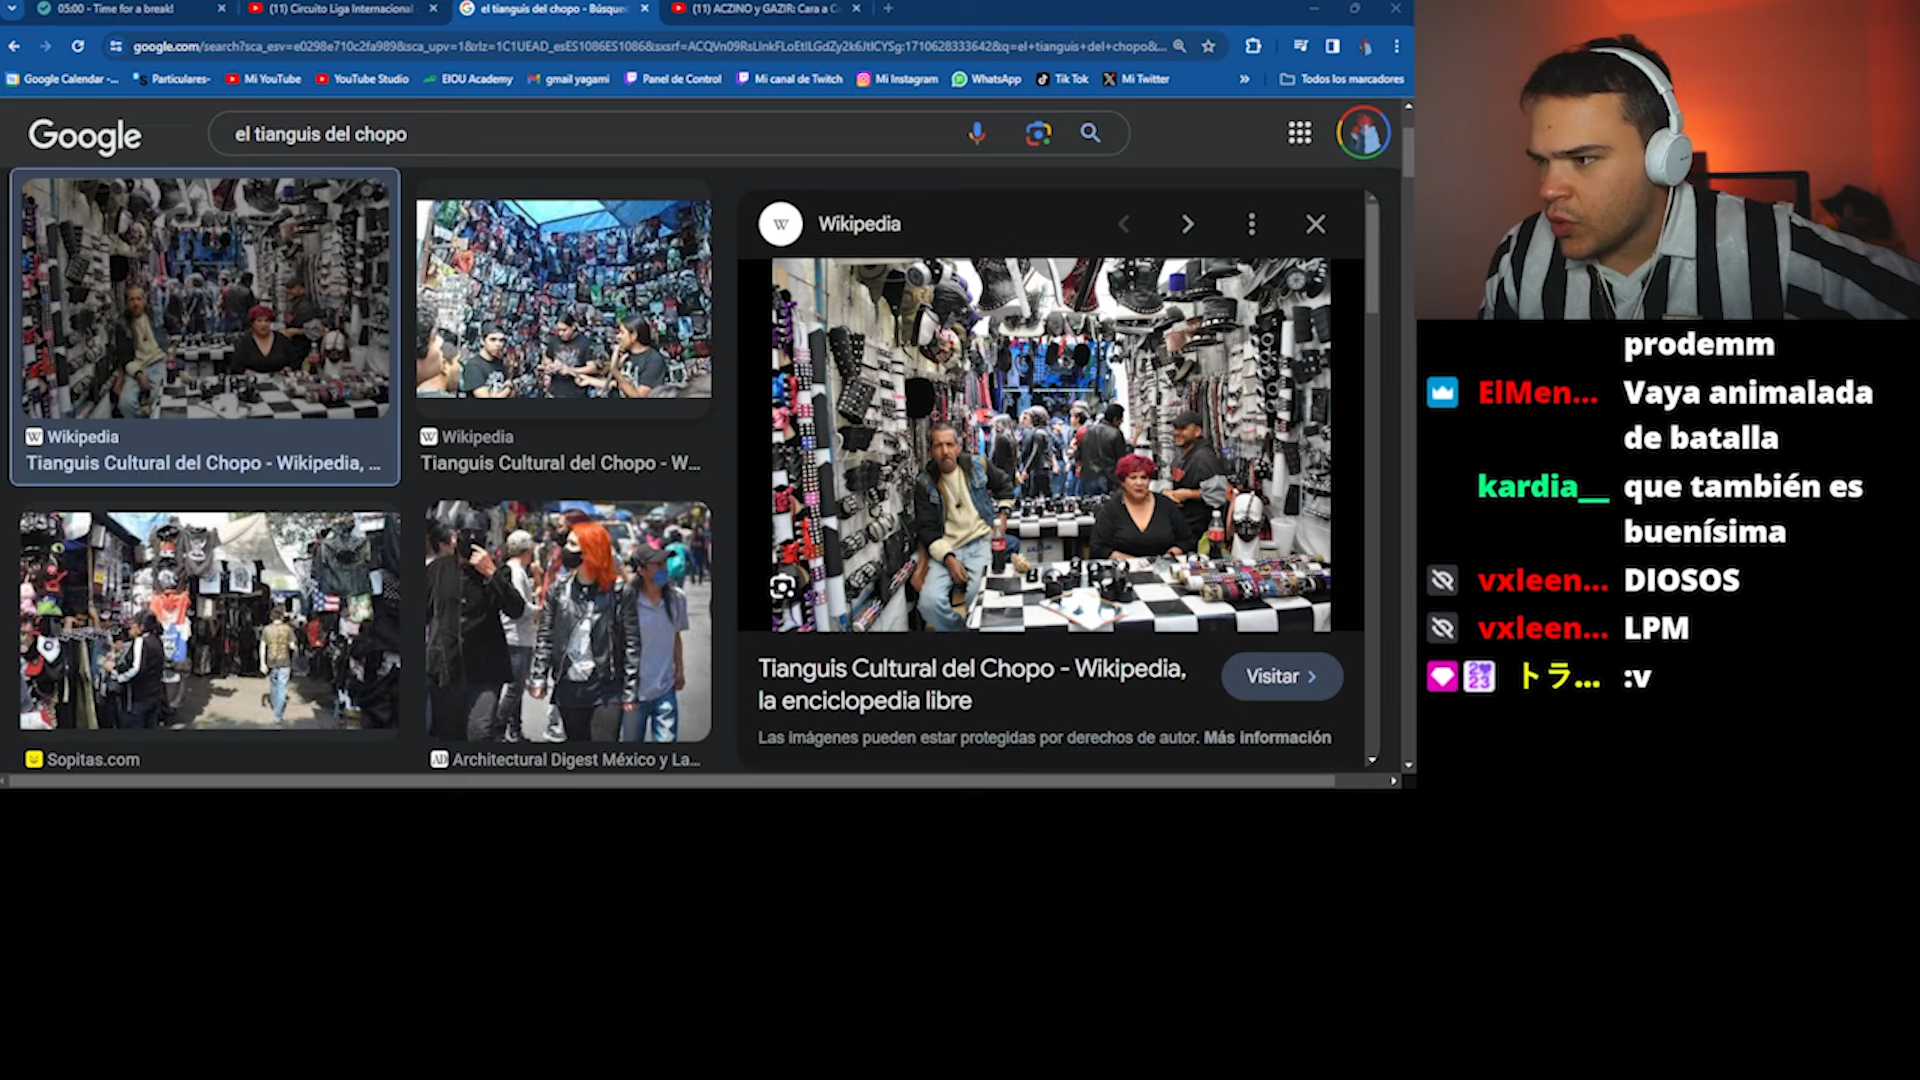 05:00 - Time for a break!
(11) Circuito Liga Internacional
el tianguis del chopo - Búsque
(11) ACZINO y GAZIR: Cara a C
Google Calendar -...
Particulares-
Mi YouTube
YouTube Studio
EIOU Academy
gmail yagami
Panel de Control
Mi canal de Twitch
Mi Instagram
WhatsApp
Tik Tok
Mi Twitter
»
Todos los marcadores
Google
el tianguis del chopo
Wikipedia
Tianguis Cultural del Chopo - Wikipedia, ...
Wikipedia
Tianguis Cultural del Chopo - W...
Sopitas.com
Architectural Digest México y La...
Wikipedia
Tianguis Cultural del Chopo - Wikipedia,
la enciclopedia libre
Visitar
Las imágenes pueden estar protegidas por derechos de autor. Más información
prodemm
ElMen... Vaya animalada
de batalla
kardia__ que también es
buenísima
vxleen... DIOSOS
vxleen... LPM
トラ... :v